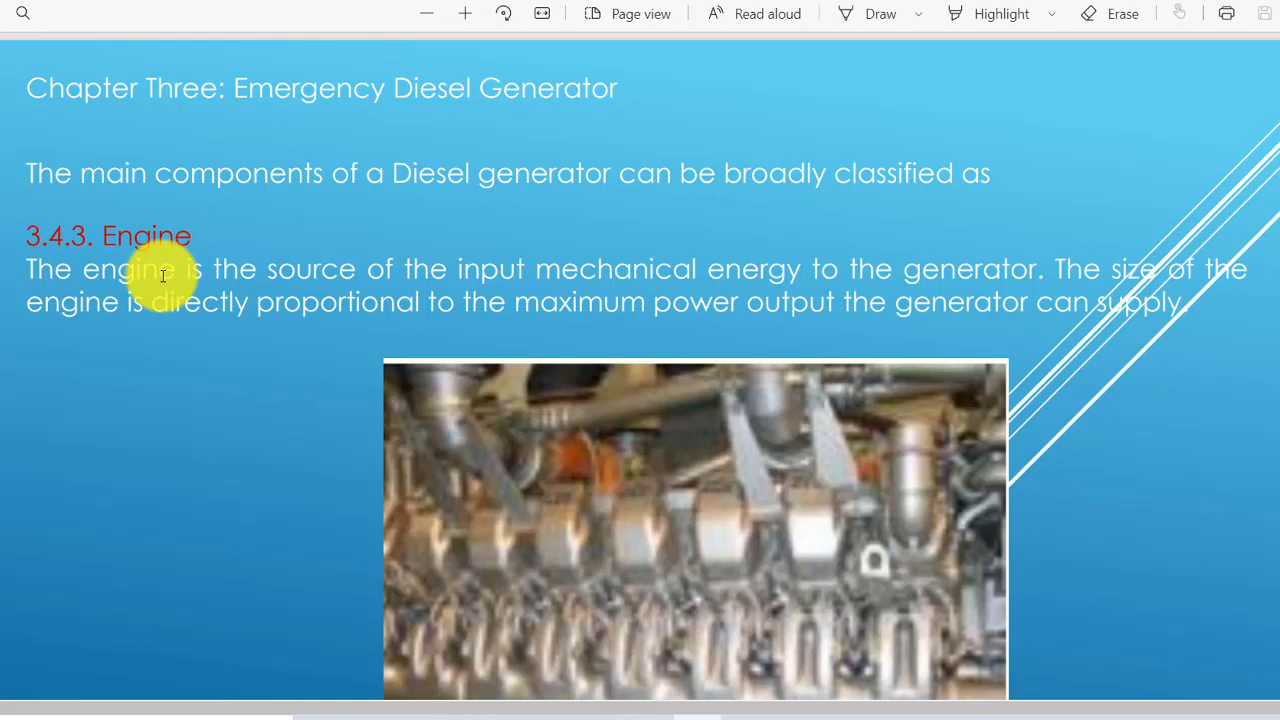 Page view
Read aloud
Draw
Highlight
Erase
Chapter Three: Emergency Diesel Generator
The main components of a Diesel generator can be broadly classified as
3.4.3. Engine
The engine is the source of the input mechanical energy to the generator. The size of the
engine is directly proportional to the maximum power output the generator can supply.